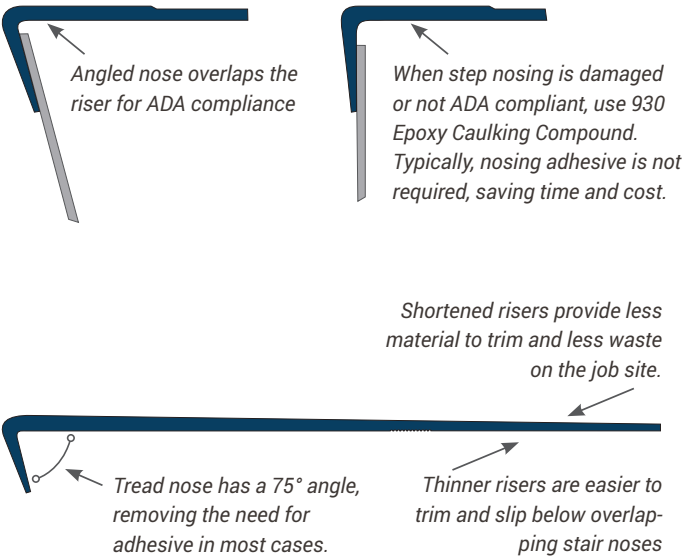 Angled nose overlaps the
riser for ADA compliance
When step nosing is damaged
or not ADA compliant, use 930
Epoxy Caulking Compound.
Typically, nosing adhesive is not
required, saving time and cost.
Shortened risers provide less
material to trim and less waste
on the job site.
Tread nose has a 75° angle,
removing the need for
adhesive in most cases.
Thinner risers are easier to
trim and slip below overlap-
ping stair noses